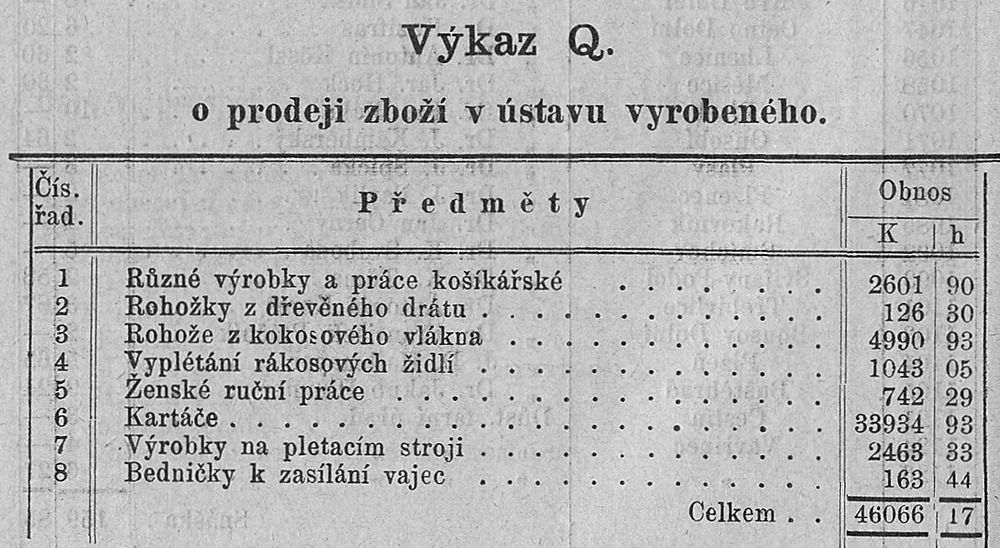 Výkaz Q.
o prodeji zboží v ústavu vyrobeného.
Čís. řad. Předměty Obnos
K h
1 Různé výrobky a práce košíkářské . . . . . . . . 2601 90
2 Rohožky z dřevěného drátu . . . . . . . . . . . . . 126 30
3 Rohože z kokosového vlákna . . . . . . . . . . . . 4990 93
4 Vyplétání rákosových židlí . . . . . . . . . . . . . 1043 05
5 Ženské ruční práce . . . . . . . . . . . . . . . . 742 29
6 Kartáče . . . . . . . . . . . . . . . . . . . . . . 33934 93
7 Výrobky na pletacím stroji . . . . . . . . . . . . . 2463 33
8 Bedničky k zasílání vajec . . . . . . . . . . . . . 163 44
Celkem . . 46066 17